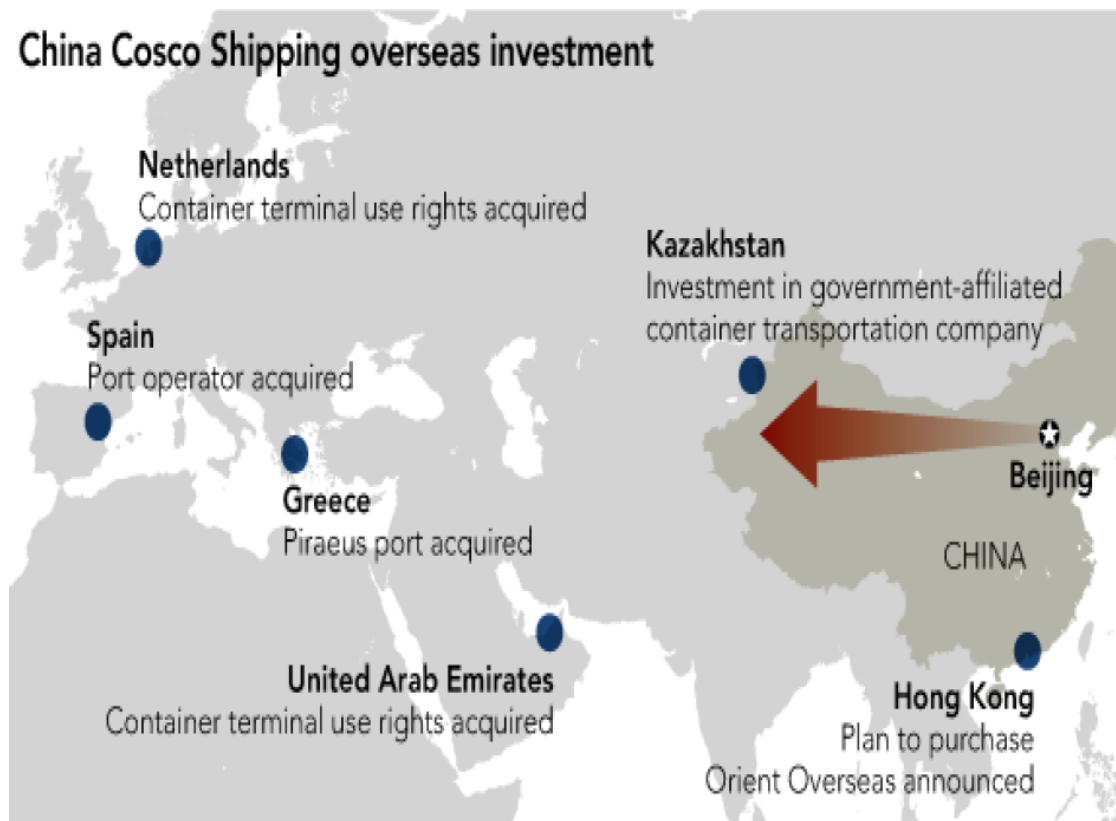 China Cosco Shipping overseas investment
Netherlands
Container terminal use rights acquired
Kazakhstan
Investment in government-affiliated
container transportation company
Spain
Port operator acquired
Beijing
Greece
Piraeus port acquired
CHINA
United Arab Emirates
Container terminal use rights acquired
Hong Kong
Plan to purchase
Orient Overseas announced